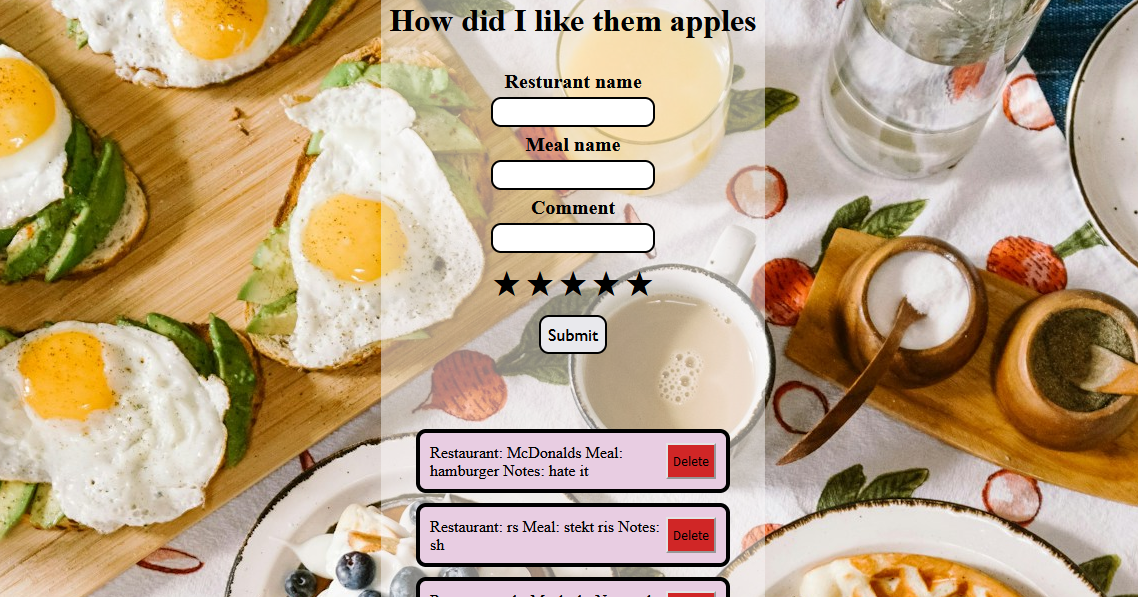 How did I like them apples
Resturant name
Meal name
Comment
★★★★★
Submit
Restaurant: McDonalds Meal:
hamburger Notes: hate it
Delete
Restaurant: rs Meal: stekt ris Notes:
sh
Delete